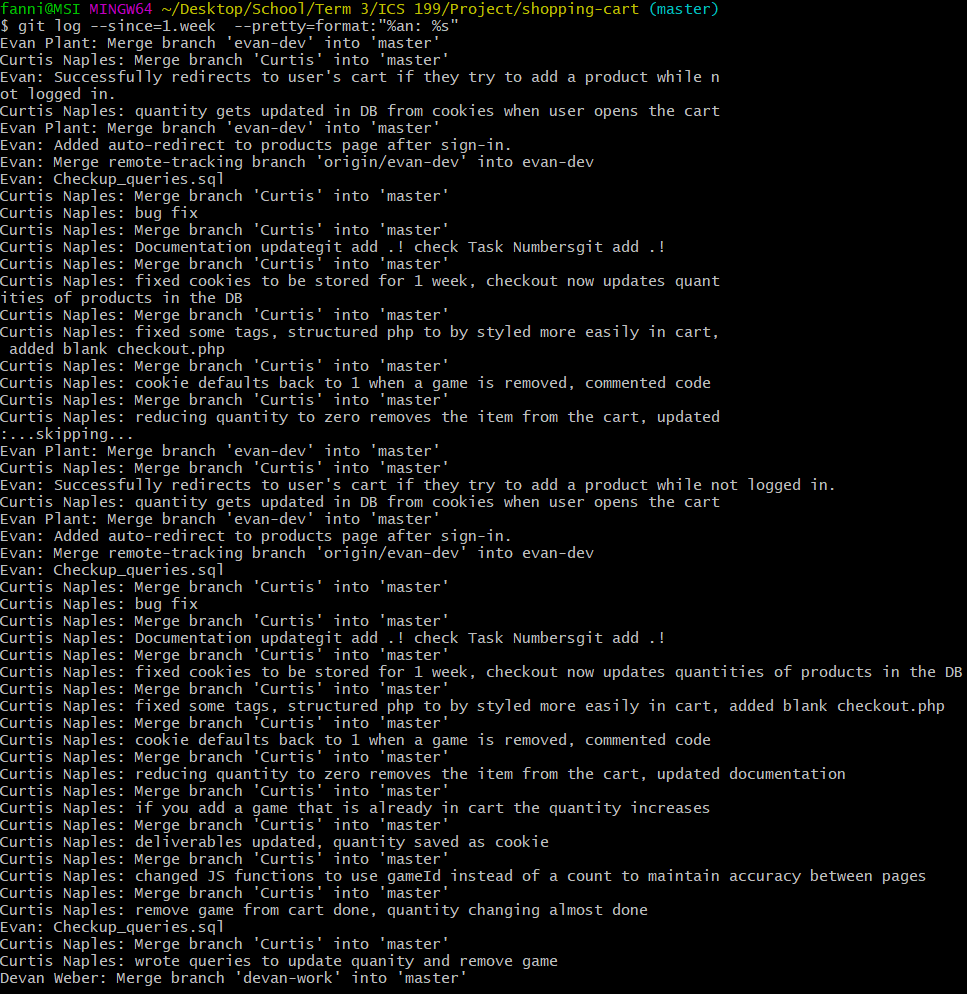 fanni@MSI MINGW64 ~/Desktop/School/Term 3/ICS 199/Project/shopping-cart (master)
$ git log --since=1.week  --pretty=format:"%an: %s"
Evan Plant: Merge branch 'evan-dev' into 'master'
Curtis Naples: Merge branch 'Curtis' into 'master'
Evan: Successfully redirects to user's cart if they try to add a product while n
ot logged in.
Curtis Naples: quantity gets updated in DB from cookies when user opens the cart
Evan Plant: Merge branch 'evan-dev' into 'master'
Evan: Added auto-redirect to products page after sign-in.
Evan: Merge remote-tracking branch 'origin/evan-dev' into evan-dev
Evan: Checkup_queries.sql
Curtis Naples: Merge branch 'Curtis' into 'master'
Curtis Naples: bug fix
Curtis Naples: Merge branch 'Curtis' into 'master'
Curtis Naples: Documentation updategit add .! check Task Numbersgit add .!
Curtis Naples: Merge branch 'Curtis' into 'master'
Curtis Naples: fixed cookies to be stored for 1 week, checkout now updates quant
ities of products in the DB
Curtis Naples: Merge branch 'Curtis' into 'master'
Curtis Naples: fixed some tags, structured php to by styled more easily in cart,
 added blank checkout.php
Curtis Naples: Merge branch 'Curtis' into 'master'
Curtis Naples: cookie defaults back to 1 when a game is removed, commented code
Curtis Naples: Merge branch 'Curtis' into 'master'
Curtis Naples: reducing quantity to zero removes the item from the cart, updated
:...skipping...
Evan Plant: Merge branch 'evan-dev' into 'master'
Curtis Naples: Merge branch 'Curtis' into 'master'
Evan: Successfully redirects to user's cart if they try to add a product while not logged in.
Curtis Naples: quantity gets updated in DB from cookies when user opens the cart
Evan Plant: Merge branch 'evan-dev' into 'master'
Evan: Added auto-redirect to products page after sign-in.
Evan: Merge remote-tracking branch 'origin/evan-dev' into evan-dev
Evan: Checkup_queries.sql
Curtis Naples: Merge branch 'Curtis' into 'master'
Curtis Naples: bug fix
Curtis Naples: Merge branch 'Curtis' into 'master'
Curtis Naples: Documentation updategit add .! check Task Numbersgit add .!
Curtis Naples: Merge branch 'Curtis' into 'master'
Curtis Naples: fixed cookies to be stored for 1 week, checkout now updates quantities of products in the DB
Curtis Naples: Merge branch 'Curtis' into 'master'
Curtis Naples: fixed some tags, structured php to by styled more easily in cart, added blank checkout.php
Curtis Naples: Merge branch 'Curtis' into 'master'
Curtis Naples: cookie defaults back to 1 when a game is removed, commented code
Curtis Naples: Merge branch 'Curtis' into 'master'
Curtis Naples: reducing quantity to zero removes the item from the cart, updated documentation
Curtis Naples: Merge branch 'Curtis' into 'master'
Curtis Naples: if you add a game that is already in cart the quantity increases
Curtis Naples: Merge branch 'Curtis' into 'master'
Curtis Naples: deliverables updated, quantity saved as cookie
Curtis Naples: Merge branch 'Curtis' into 'master'
Curtis Naples: changed JS functions to use gameId instead of a count to maintain accuracy between pages
Curtis Naples: Merge branch 'Curtis' into 'master'
Curtis Naples: remove game from cart done, quantity changing almost done
Evan: Checkup_queries.sql
Curtis Naples: Merge branch 'Curtis' into 'master'
Curtis Naples: wrote queries to update quanity and remove game
Devan Weber: Merge branch 'devan-work' into 'master'